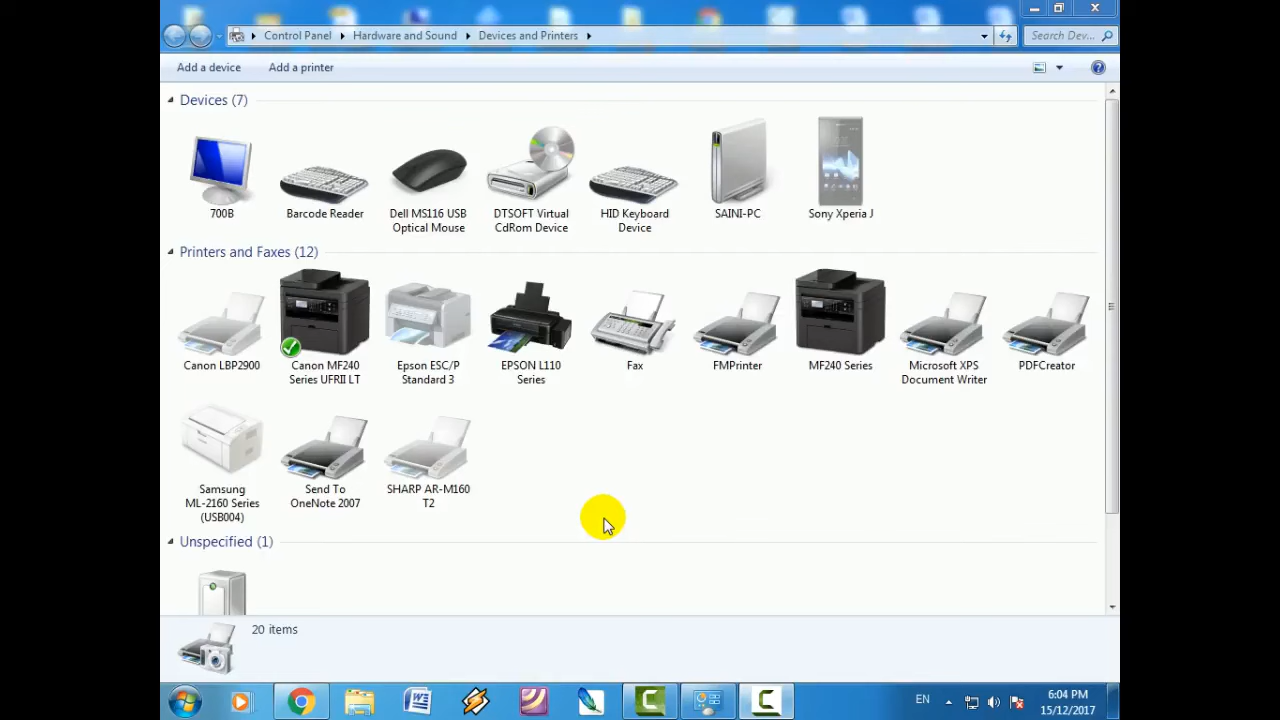 Control Panel Hardware and Sound Devices and Printers Search Dev...
Add a device Add a printer
Devices (7)
700B
Barcode Reader
Dell MS116 USB
Optical Mouse
DTSOFT Virtual
CdRom Device
HID Keyboard
Device
SAINI-PC
Sony Xperia J
Printers and Faxes (12)
Canon LBP2900
Canon MF240
Series UFRII LT
Epson ESC/P
Standard 3
EPSON L110
Series
Fax
FMPrinter
MF240 Series
Microsoft XPS
Document Writer
PDFCreator
Samsung
ML-2160 Series
(USB004)
Send To
OneNote 2007
SHARP AR-M160
T2
Unspecified (1)
20 items
EN
6:04 PM
15/12/2017